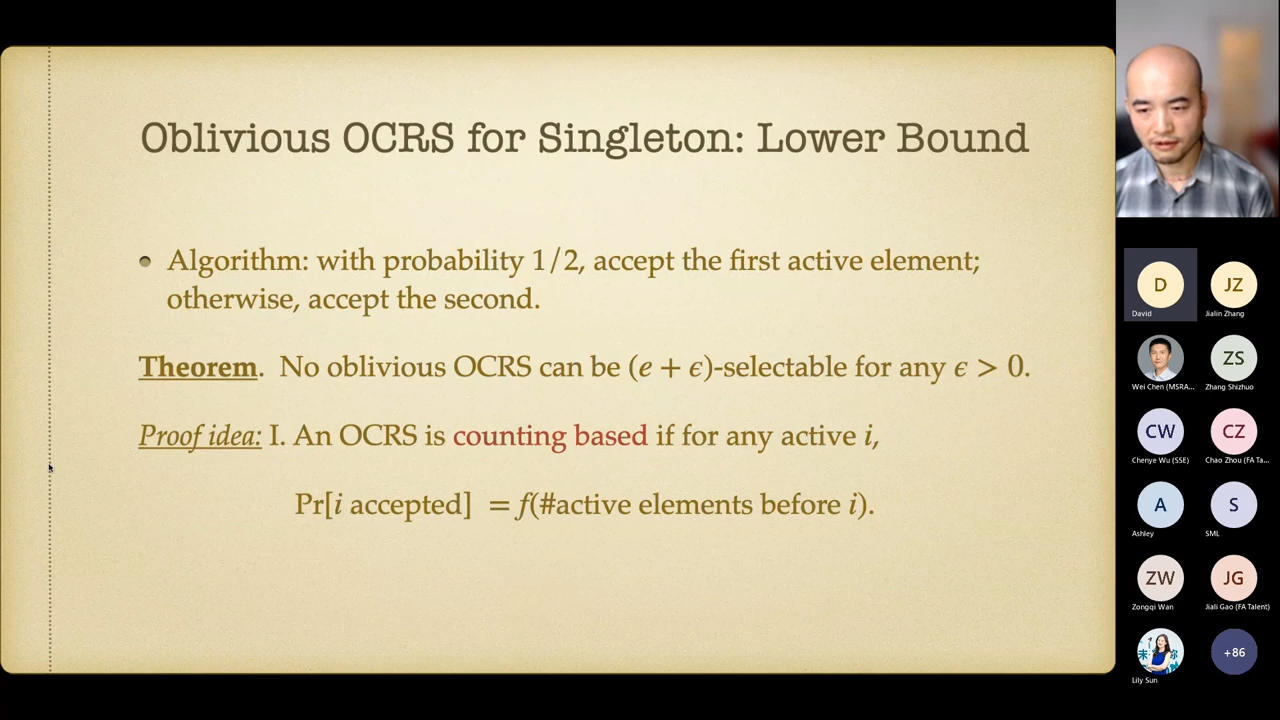 Oblivious OCRS for Singleton: Lower Bound
Algorithm: with probability 1/2, accept the first active element;
otherwise, accept the second.
Theorem. No oblivious OCRS can be (e + ϵ)-selectable for any ϵ > 0.
Proof idea: I. An OCRS is counting based if for any active i,
Pr[i accepted] = f(#active elements before i).
D
JZ
David
Jialin Zhang
ZS
Wei Chen (MSRA...
Zhang Shizhuo
CW
CZ
Chenye Wu (SSE)
Chao Zhou (FA Ta...
A
S
Ashley
SML
ZW
JG
Zongqi Wan
Jiali Gao (FA Talent)
+86
Lily Sun